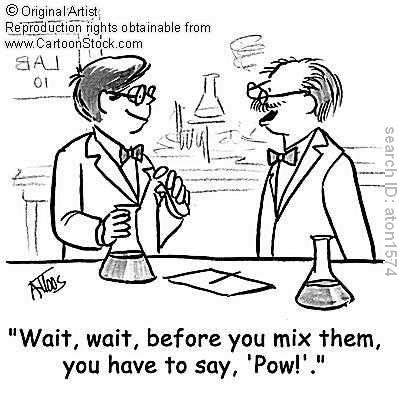 © Original Artist
Reproduction rights obtainable from
www.CartoonStock.com
LAB
10
search ID: aton1574
"Wait, wait, before you mix them,
you have to say, 'Pow!'."